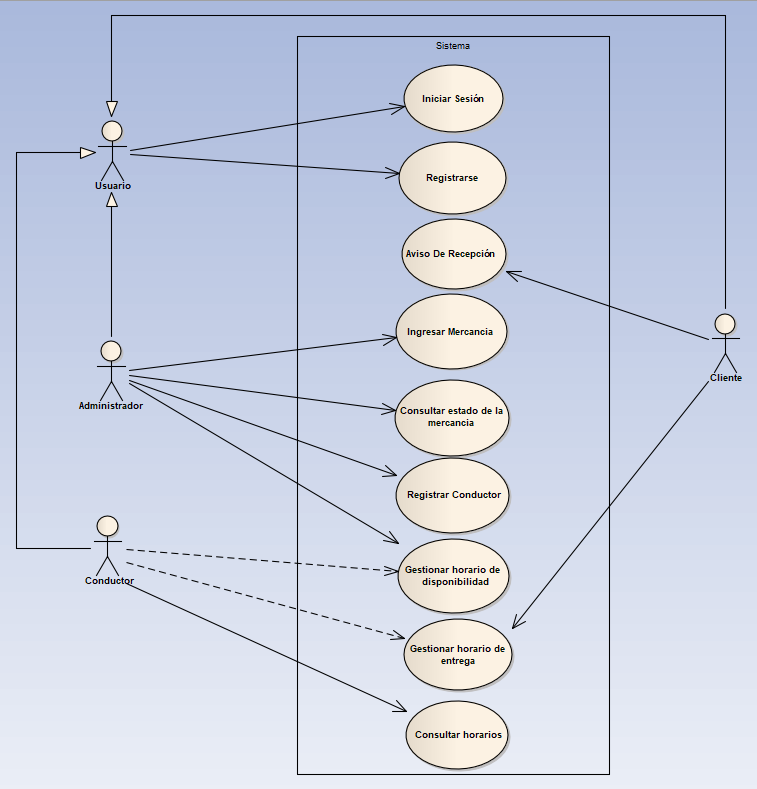 Sistema
Iniciar Sesión
Registrarse
Usuario
Aviso De Recepción
Ingresar Mercancia
Cliente
Administrador
Consultar estado de la
mercancia
Registrar Conductor
Conductor
Gestionar horario de
disponibilidad
Gestionar horario de
entrega
Consultar horarios